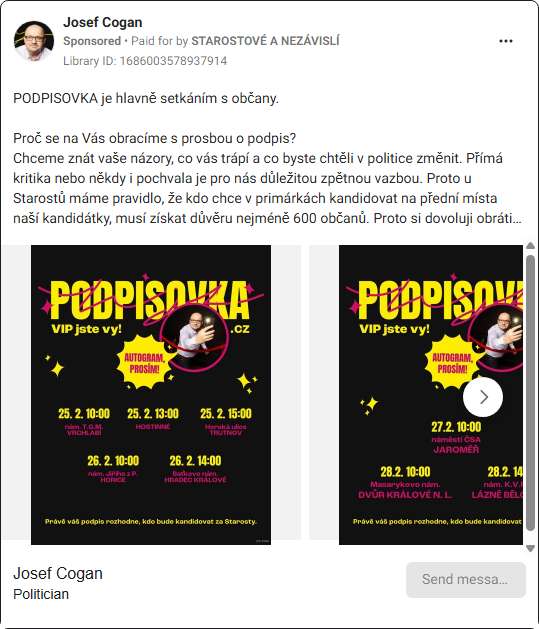 Josef Cogan
Sponsored • Paid for by STAROSTOVÉ A NEZÁVISLÍ
Library ID: 1686003578937914
PODPISOVKA je hlavně setkáním s občany.
Proč se na Vás obracíme s prosbou o podpis?
Chceme znát vaše názory, co vás trápí a co byste chtěli v politice změnit. Přímá
kritika nebo někdy i pochvala je pro nás důležitou zpětnou vazbou. Proto u
Starostů máme pravidlo, že kdo chce v primárkách kandidovat na přední místa
naší kandidátky, musí získat důvěru nejméně 600 občanů. Proto si dovoluji obráti...
PODPISOVKA
VIP jste vy!
.CZ
AUTOGRAM,
PROSÍM!
25. 2. 10:00
nám. T.G.M.
VRCHLABÍ
25. 2. 13:00
HOSTINNÉ
25. 2. 15:00
Horská ulice
TRUTNOV
26. 2. 10:00
nám. Jiřího z P.
HOŘICE
26. 2. 14:00
Baťkovo nám.
HRADEC KRÁLOVÉ
Právě váš podpis rozhodne, kdo bude kandidovat za Starosty.
PODPISOV
VIP jste vy!
AUTOGRAM,
PROSÍM!
27.2. 10:00
náměstí ČSA
JAROMĚŘ
28.2. 10:00
Masarykovo nám.
DVŮR KRÁLOVÉ N. L.
28.2. 14
nám. K.V.
LÁZNĚ BĚLO
Právě váš podpis rozhodne, kdo bude kandidovat za
Josef Cogan
Politician
Send messa...